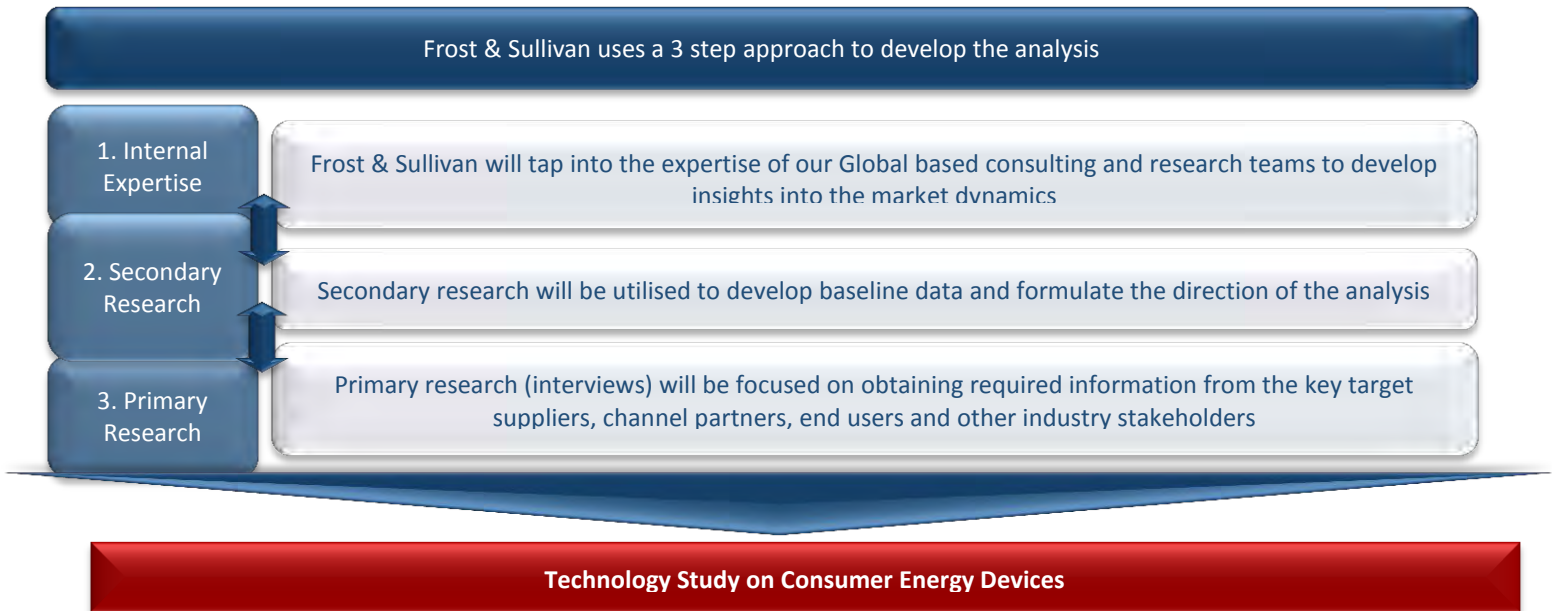 Frost & Sullivan uses a 3 step approach to develop the analysis
1. Internal
Expertise
Frost & Sullivan will tap into the expertise of our Global based consulting and research teams to develop
insights into the market dynamics
2. Secondary
Research
Secondary research will be utilised to develop baseline data and formulate the direction of the analysis
3. Primary
Research
Primary research (interviews) will be focused on obtaining required information from the key target
suppliers, channel partners, end users and other industry stakeholders
Technology Study on Consumer Energy Devices